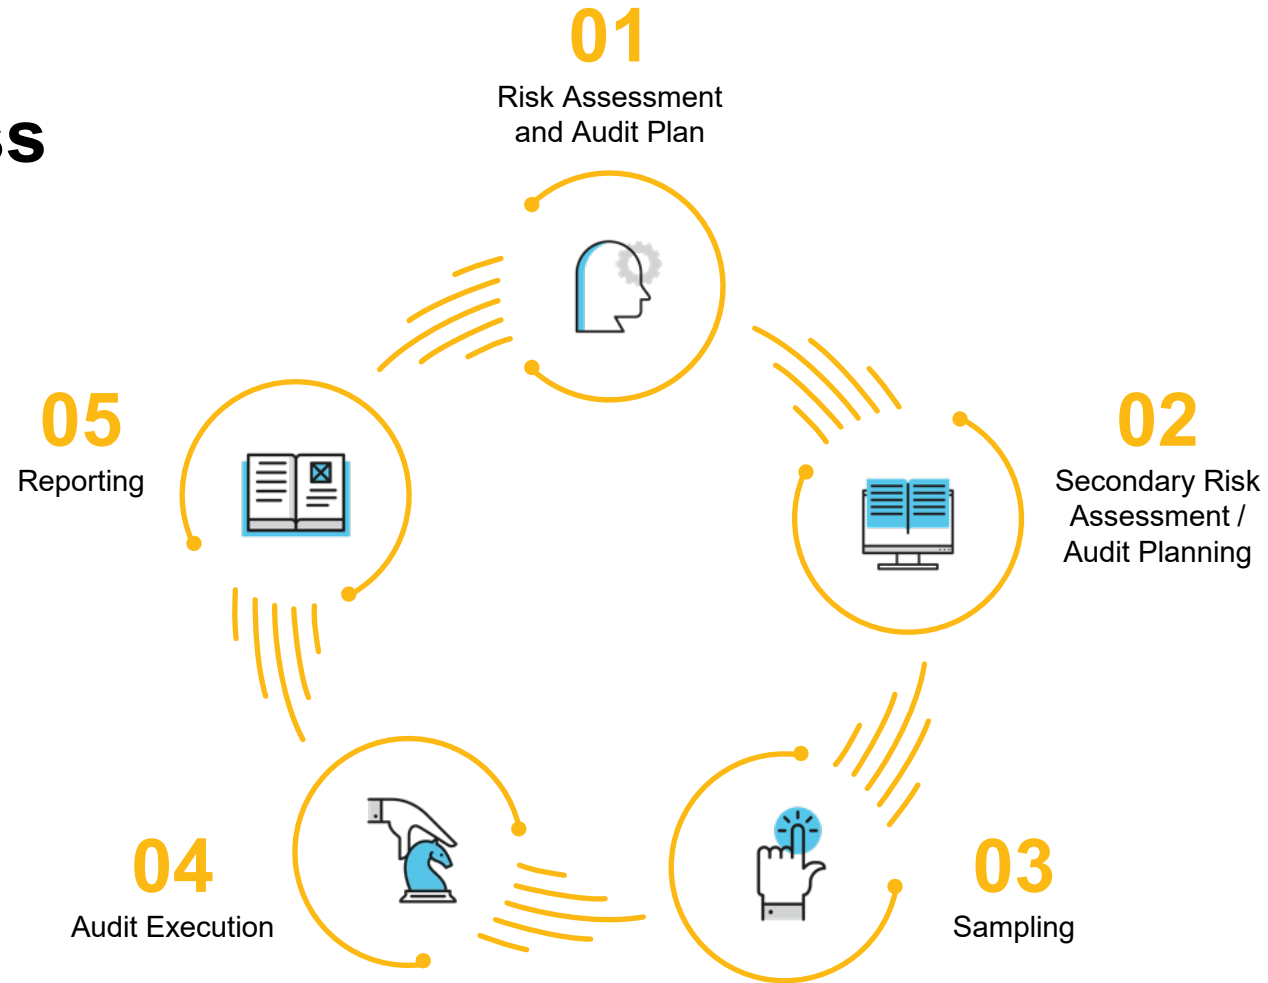 01
Risk Assessment
and Audit Plan
ss
05
Reporting
02
Secondary Risk
Assessment /
Audit Planning
04
Audit Execution
03
Sampling